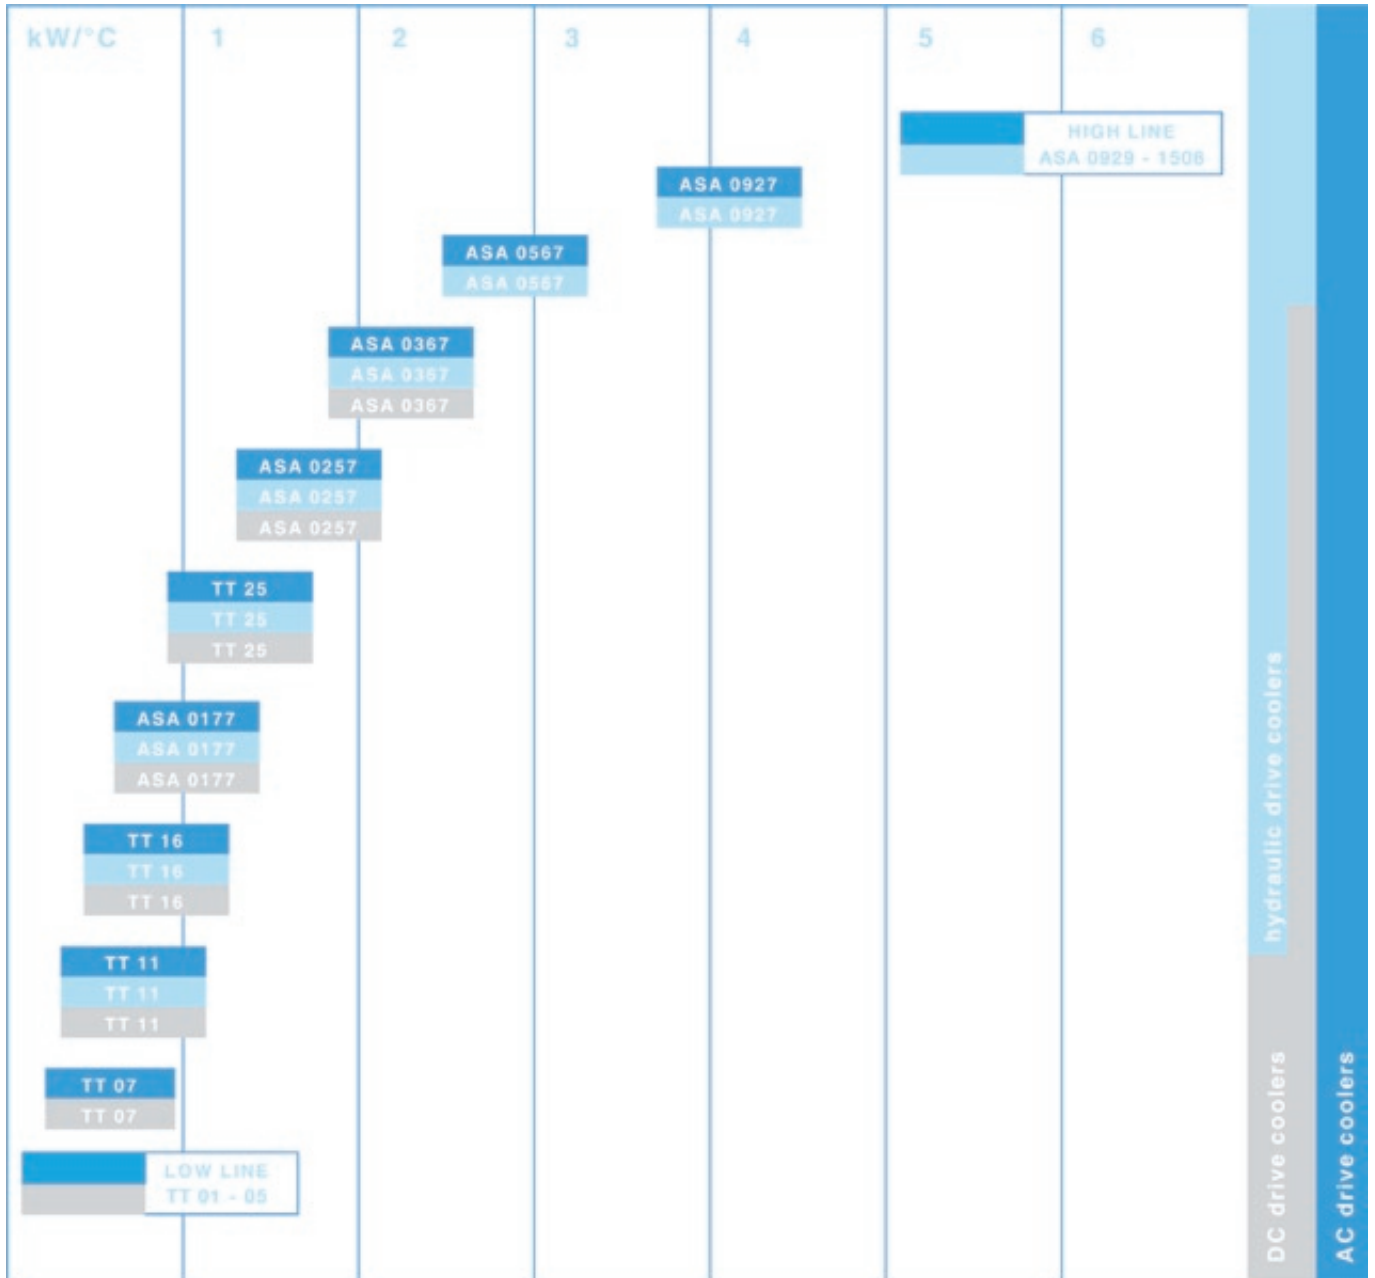 kW/°C 1 2 3 4 5 6
HIGH LINE
ASA 0929 - 1506
ASA 0927
ASA 0927
ASA 0567
ASA 0567
ASA 0367
ASA 0367
ASA 0367
ASA 0257
ASA 0257
ASA 0257
TT 25
TT 25
TT 25
ASA 0177
ASA 0177
ASA 0177
TT 16
TT 16
TT 16
TT 11
TT 11
TT 11
TT 07
TT 07
LOW LINE
TT 01 - 05
hydraulic drive coolers
DC drive coolers
AC drive coolers